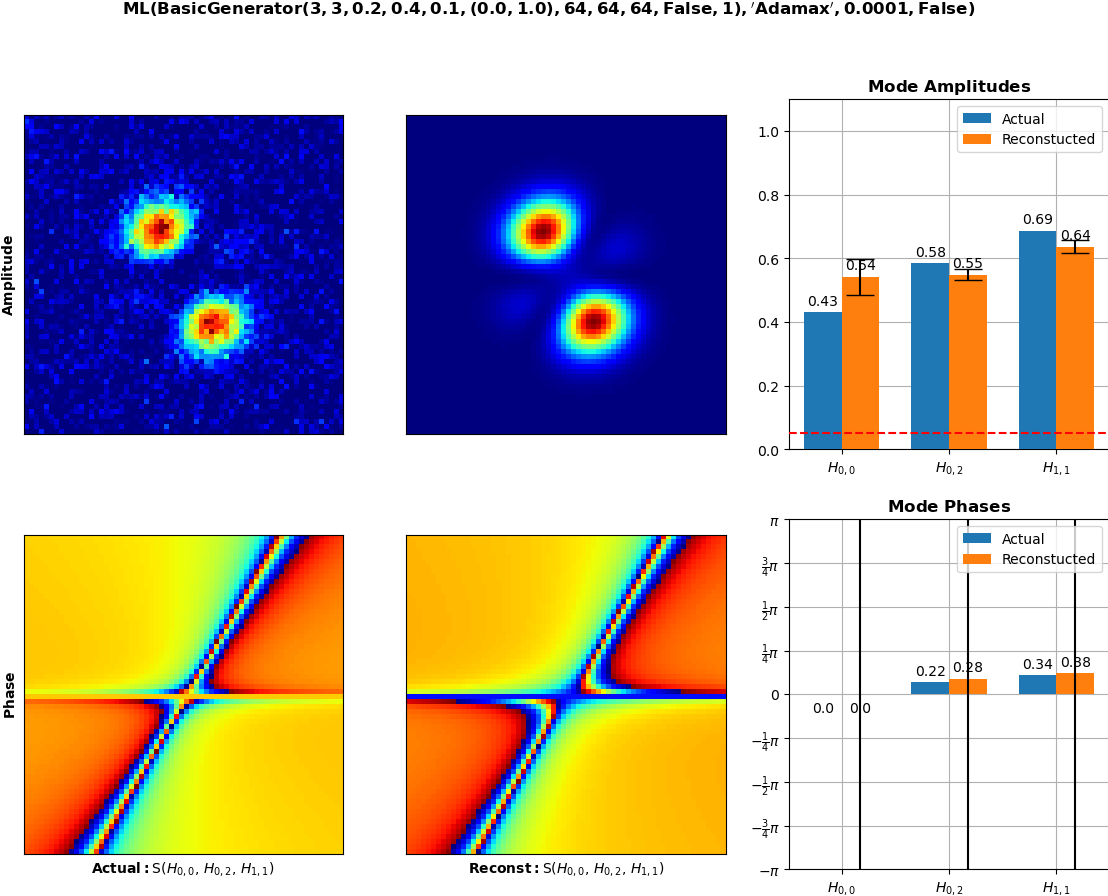 ML(BasicGenerator(3, 3, 0.2, 0.4, 0.1, (0.0, 1.0), 64, 64, 64, False, 1), ′Adamax′, 0.0001, False)
Amplitude
Mode Amplitudes
Actual
Reconstucted
1.0
0.8
0.6
0.4
0.2
0.0
0.43
0.54
0.58
0.55
0.69
0.64
H0,0
H0,2
H1,1
Phase
Actual: S(H0,0, H0,2, H1,1)
Reconst: S(H0,0, H0,2, H1,1)
Mode Phases
Actual
Reconstucted
π
3/4π
1/2π
1/4π
0
−1/4π
−1/2π
−3/4π
−π
0.0
0.0
0.22
0.28
0.34
0.38
H0,0
H0,2
H1,1